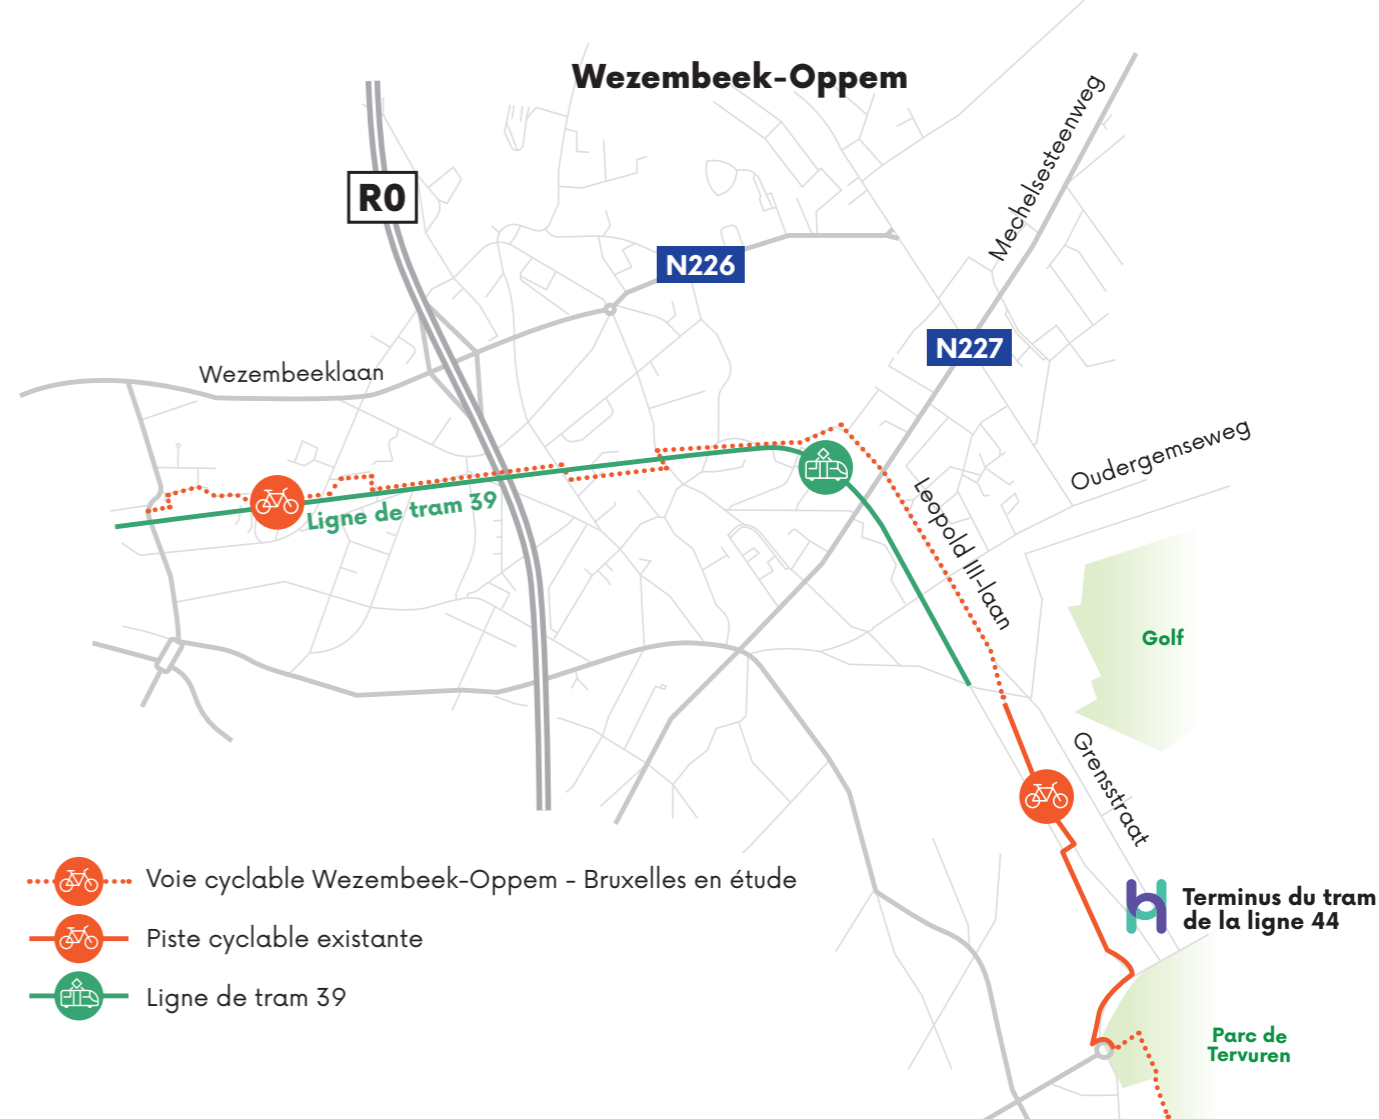 Wezembeek-Oppem
R0
Mechelsesteenweg
N226
N227
Wezembeeklaan
Oudergemseweg
Ligne de tram 39
Leopold III-laan
Golf
Grensstraat
Voie cyclable Wezembeek-Oppem - Bruxelles en étude
Piste cyclable existante
Ligne de tram 39
Terminus du tram
de la ligne 44
Parc de
Tervuren